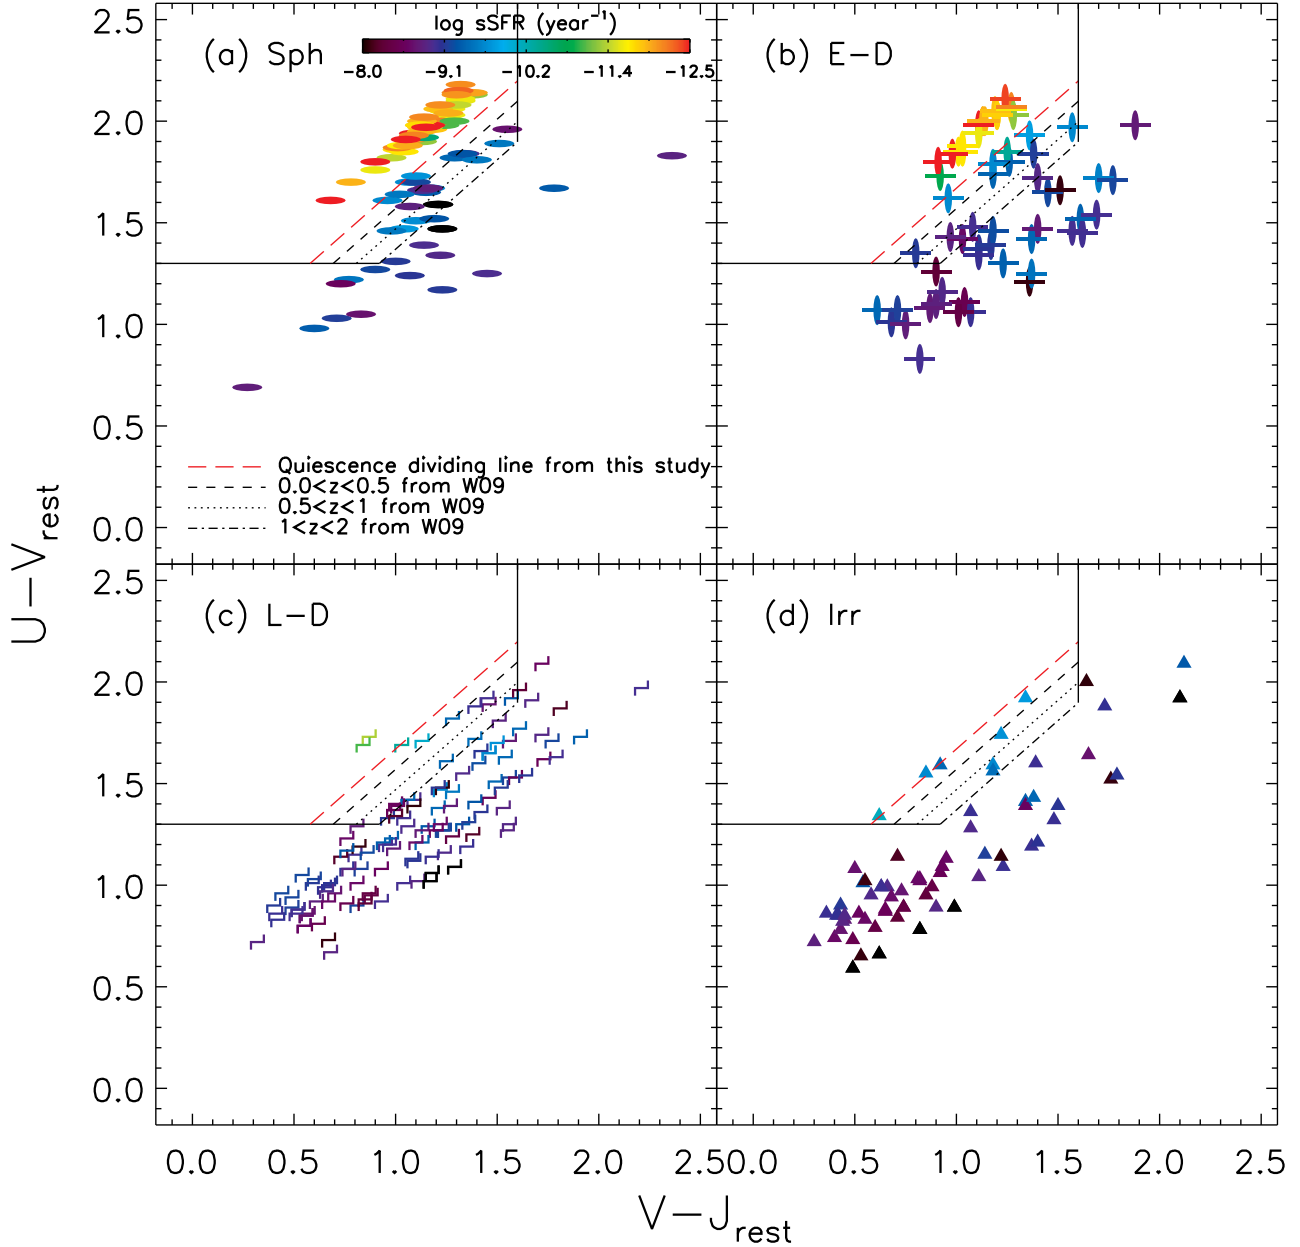 log sSFR (year⁻¹)
-8.0 -9.1 -10.2 -11.4 -12.5
(a) Sph
(b) E-D
2.5
2.0
1.5
1.0
0.5
0.0
Quiescence dividing line from this study
0.0<z<0.5 from W09
0.5<z<1 from W09
1<z<2 from W09
(c) L-D
(d) Irr
2.5
2.0
1.5
1.0
0.5
0.0
0.0 0.5 1.0 1.5 2.0 2.5
0.0 0.5 1.0 1.5 2.0 2.5
U-V rest
V-J rest